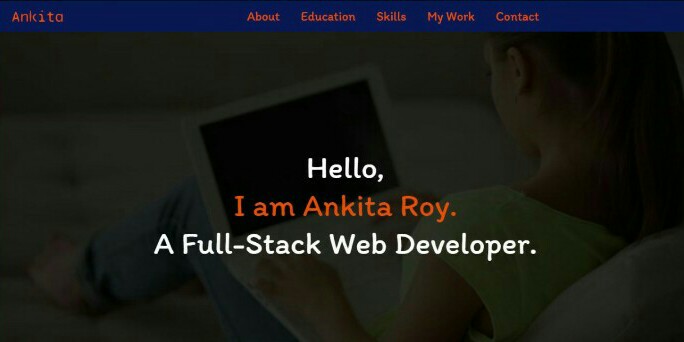 Ankita
About Education Skills My Work Contact
Hello,
I am Ankita Roy.
A Full-Stack Web Developer.